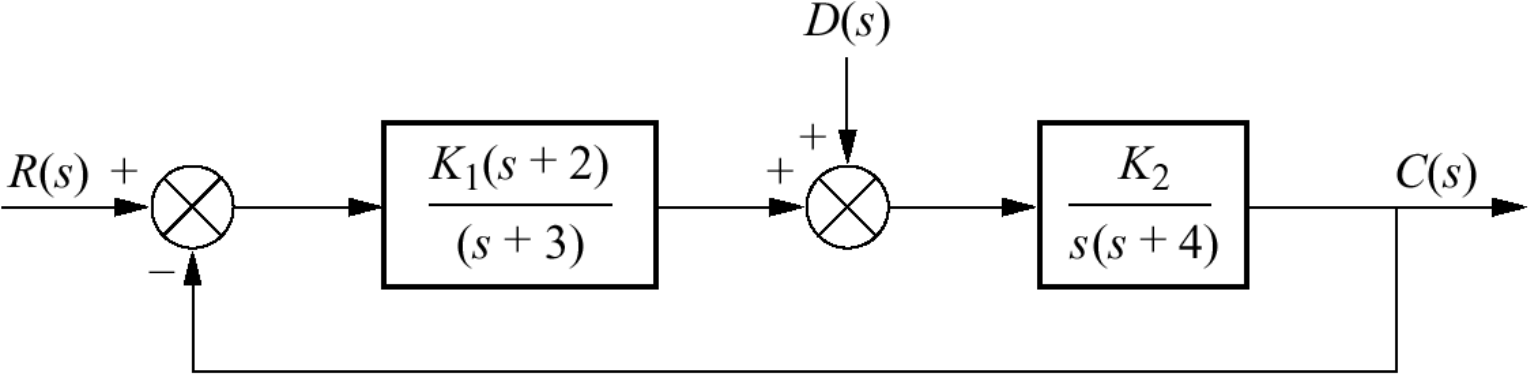 D(s)
R(s) + K₁(s + 2) + + K₂ C(s)
(s + 3) s(s + 4)
−